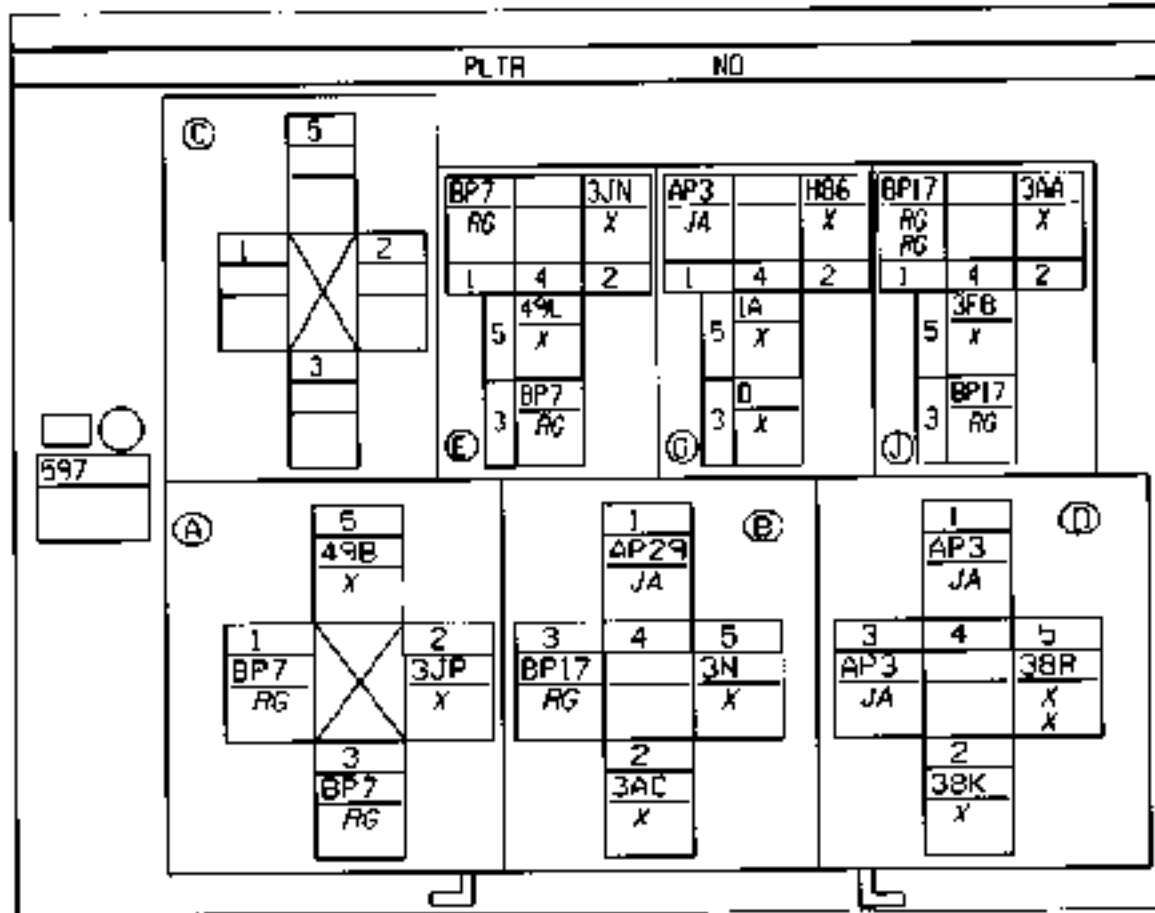 PLTR NO
C
5
1 2
3
BP7 3JN
RG X
1 4 2
5 49L
X
3 BP7
RG
E
AP3 H86
JA X
1 4 2
5 1A
X
3 D
X
G
BP17 3AA
RG X
RG
1 4 2
5 3FB
X
3 BP17
RG
J
597
A
5
49B
X
1 2
BP7 3JP
RG X
3
BP7
RG
B
1
AP29
JA
3 4 5
BP17 3N
RG X
2
3AC
X
D
1
AP3
JA
3 4 5
AP3 38R
JA X
X
2
38K
X